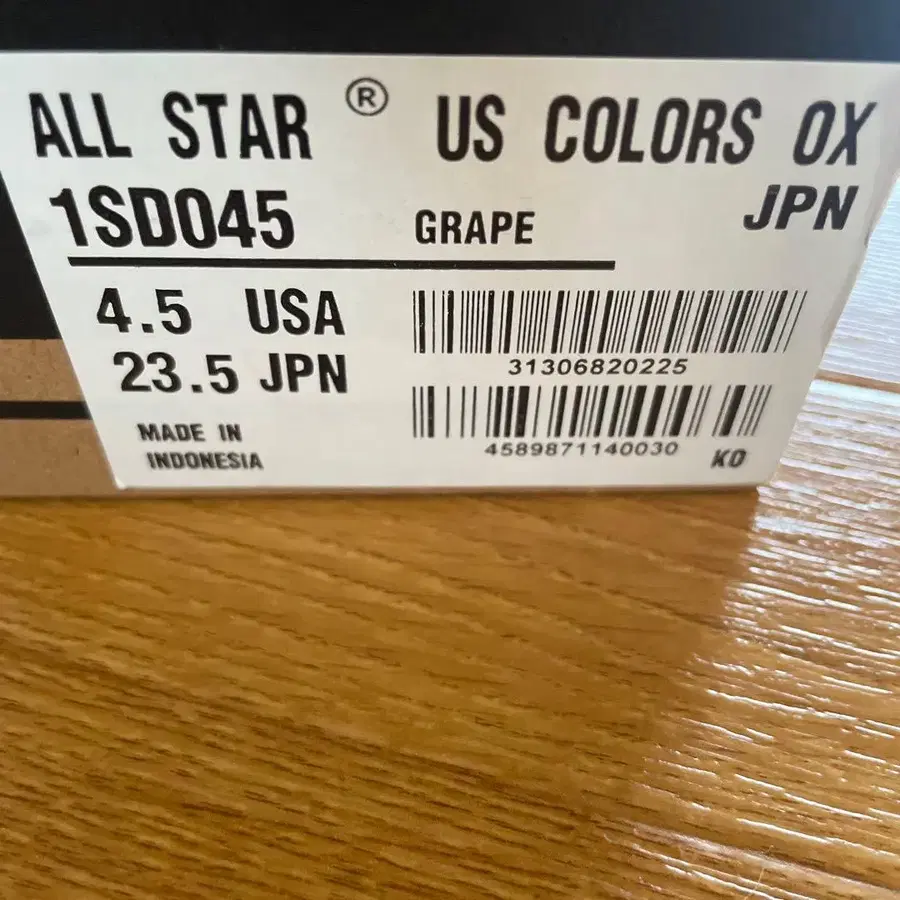 ALL STAR ® US COLORS OX
1SD045 GRAPE JPN
4.5 USA
23.5 JPN
31306820225
MADE IN
INDONESIA
4589871140030 KO